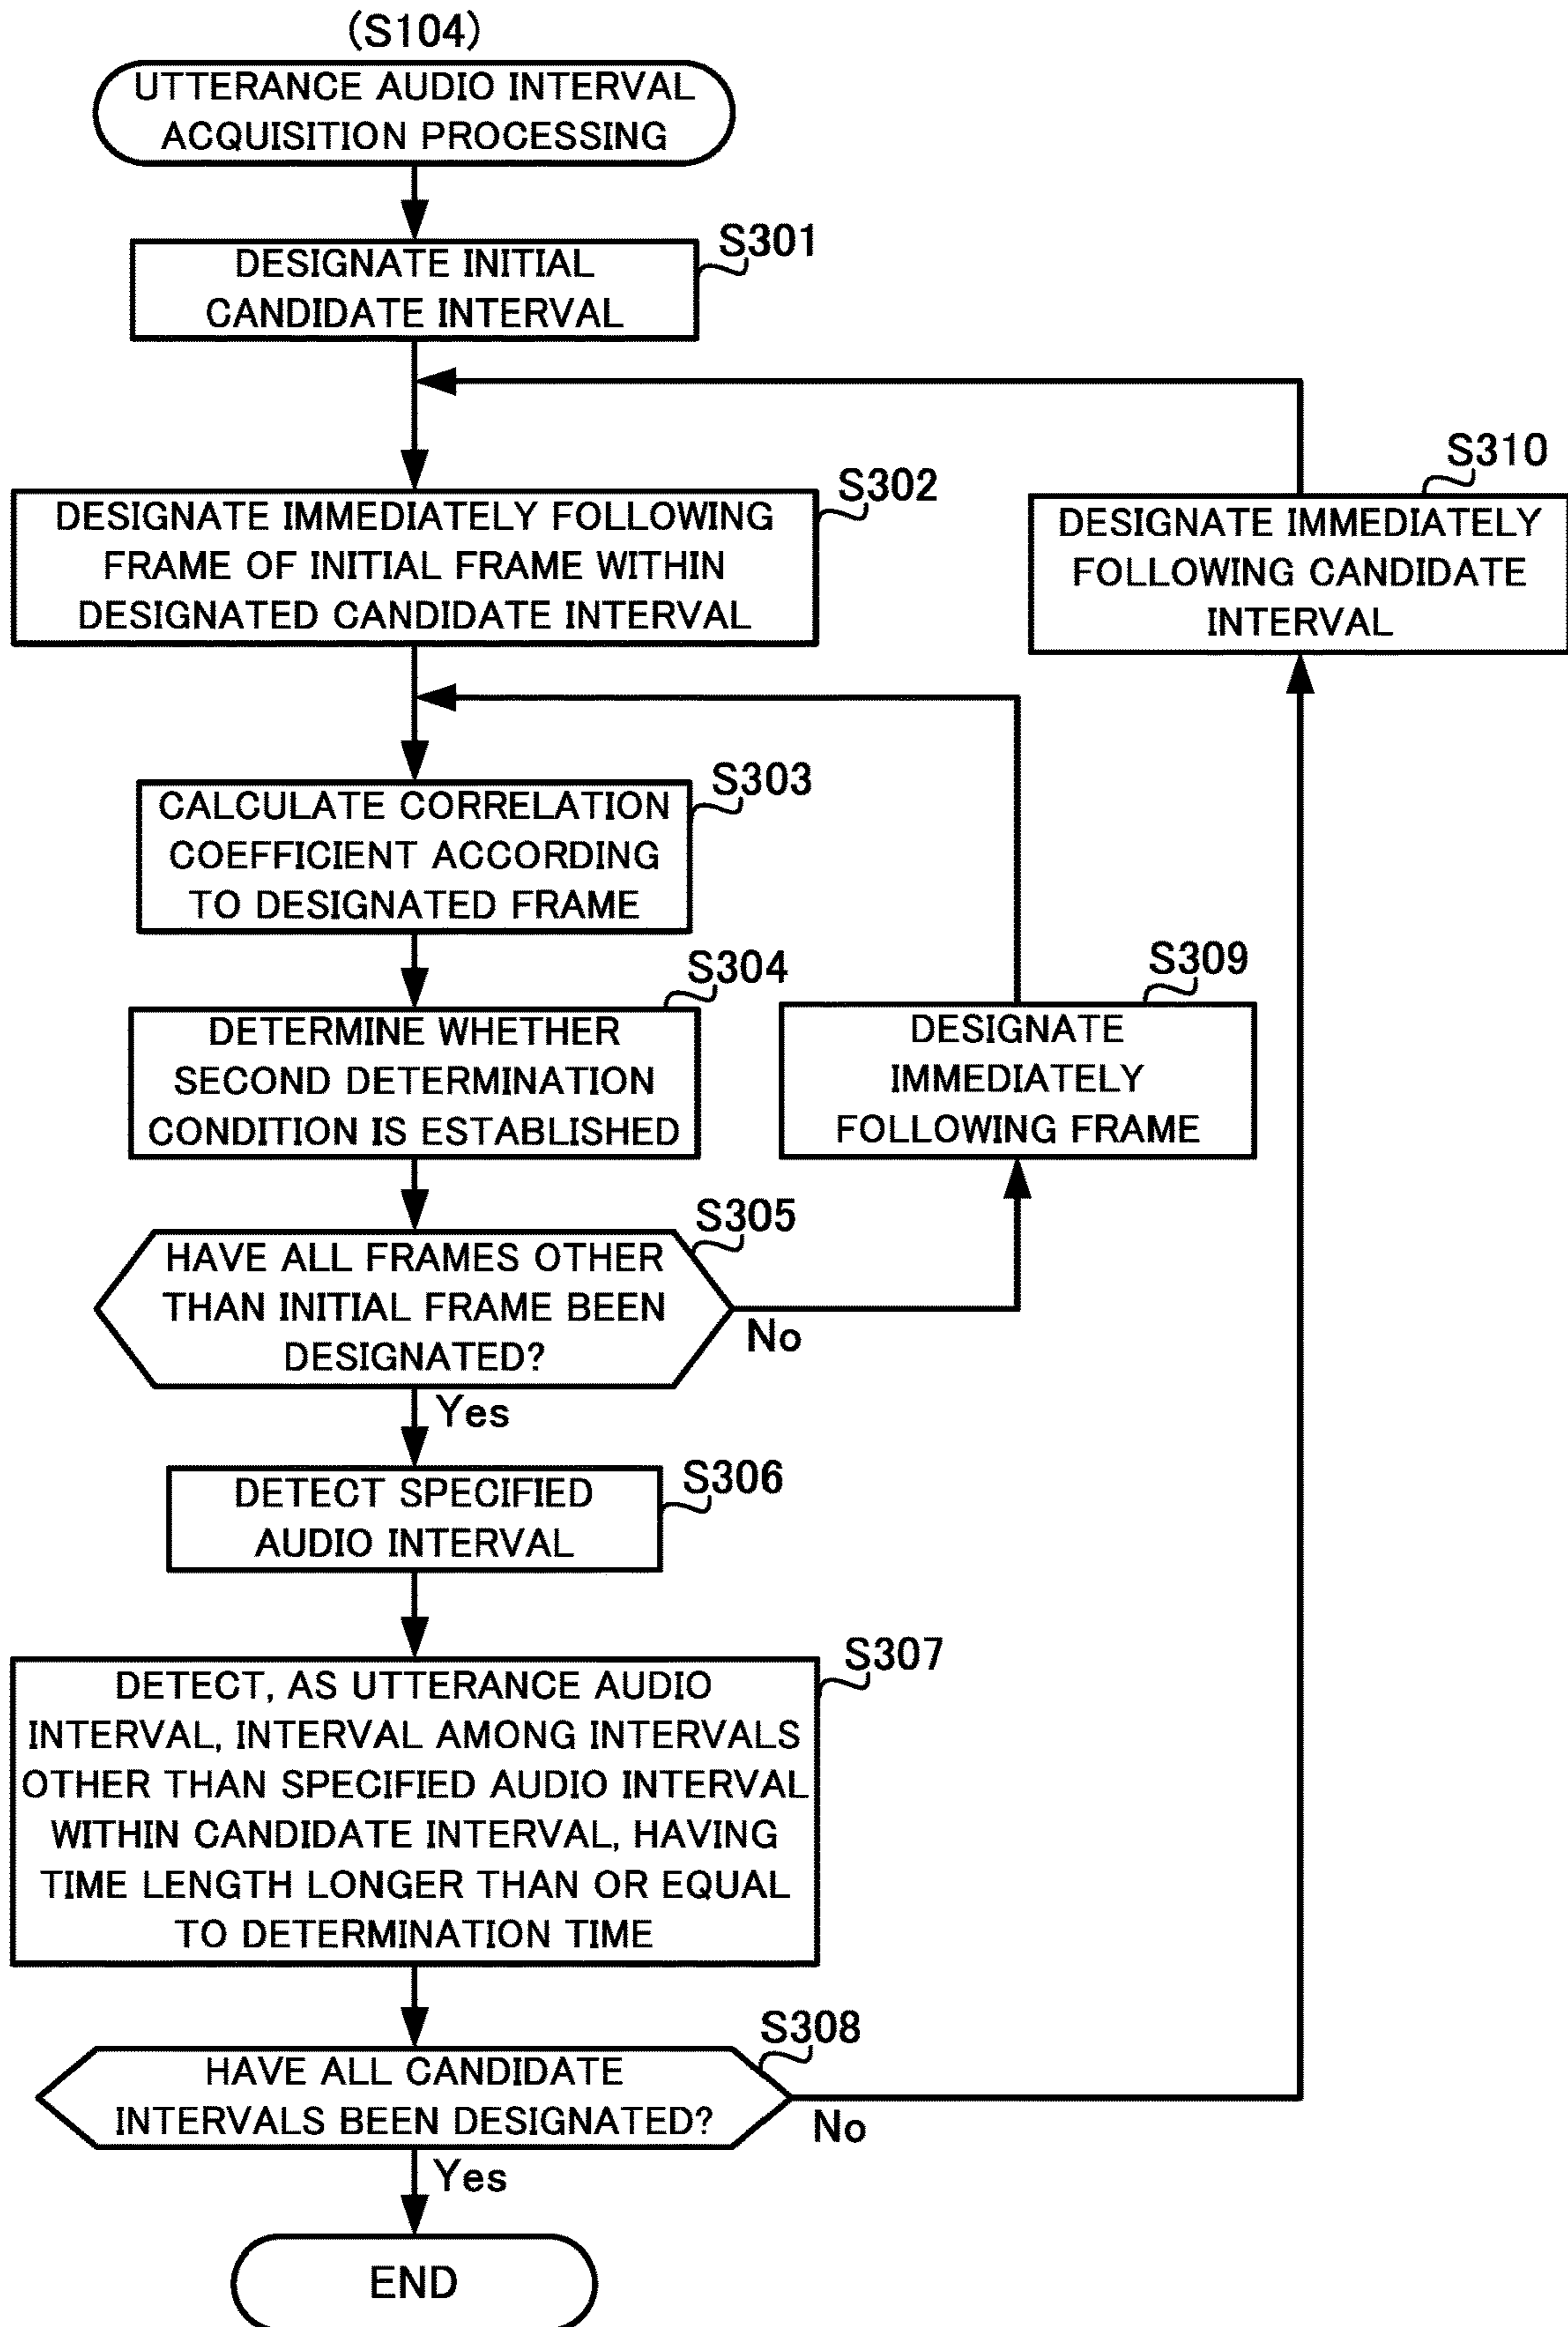 (S104)
UTTERANCE AUDIO INTERVAL
ACQUISITION PROCESSING
S301
DESIGNATE INITIAL
CANDIDATE INTERVAL
S302
DESIGNATE IMMEDIATELY FOLLOWING
FRAME OF INITIAL FRAME WITHIN
DESIGNATED CANDIDATE INTERVAL
S310
DESIGNATE IMMEDIATELY
FOLLOWING CANDIDATE
INTERVAL
S303
CALCULATE CORRELATION
COEFFICIENT ACCORDING
TO DESIGNATED FRAME
S304
DETERMINE WHETHER
SECOND DETERMINATION
CONDITION IS ESTABLISHED
S309
DESIGNATE
IMMEDIATELY
FOLLOWING FRAME
S305
HAVE ALL FRAMES OTHER
THAN INITIAL FRAME BEEN
DESIGNATED?
No
Yes
S306
DETECT SPECIFIED
AUDIO INTERVAL
S307
DETECT, AS UTTERANCE AUDIO
INTERVAL, INTERVAL AMONG INTERVALS
OTHER THAN SPECIFIED AUDIO INTERVAL
WITHIN CANDIDATE INTERVAL, HAVING
TIME LENGTH LONGER THAN OR EQUAL
TO DETERMINATION TIME
S308
HAVE ALL CANDIDATE
INTERVALS BEEN DESIGNATED?
No
Yes
END